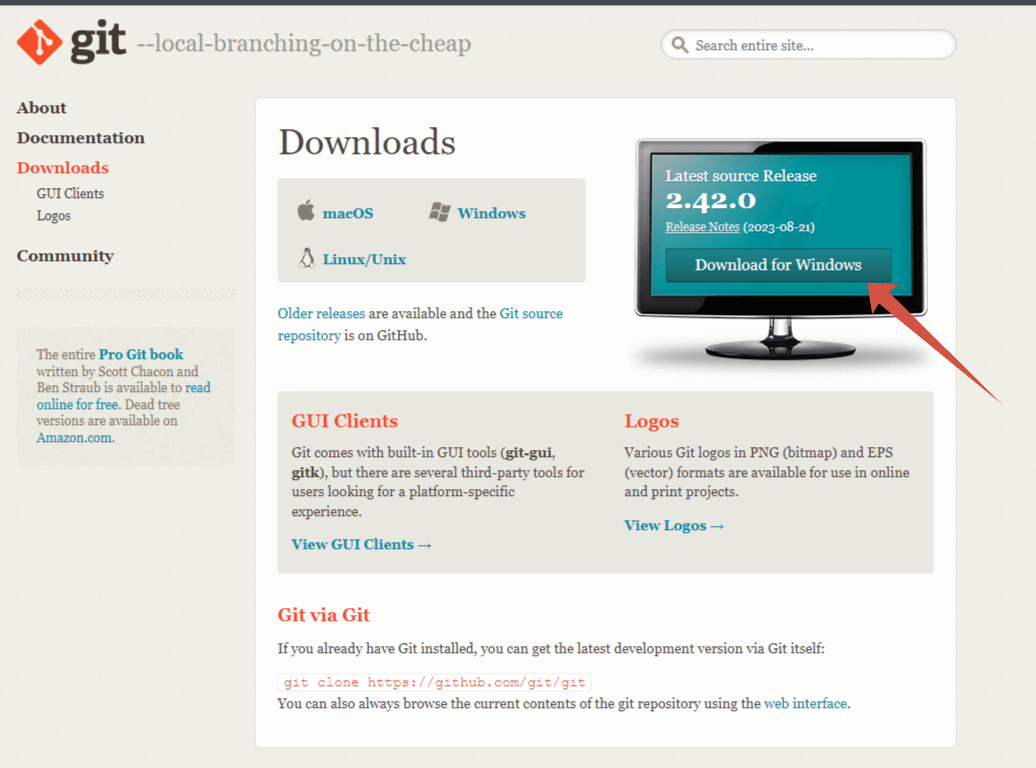 git --local-branching-on-the-cheap
Search entire site...
About
Documentation
Downloads
GUI Clients
Logos
Community
The entire Pro Git book
written by Scott Chacon and
Ben Straub is available to read
online for free. Dead tree
versions are available on
Amazon.com.
Downloads
macOS
Windows
Linux/Unix
Older releases are available and the Git source
repository is on GitHub.
Latest source Release
2.42.0
Release Notes (2023-08-21)
Download for Windows
GUI Clients
Git comes with built-in GUI tools (git-gui,
gitk), but there are several third-party tools for
users looking for a platform-specific
experience.
View GUI Clients →
Logos
Various Git logos in PNG (bitmap) and EPS
(vector) formats are available for use in online
and print projects.
View Logos →
Git via Git
If you already have Git installed, you can get the latest development version via Git itself:
git clone https://github.com/git/git
You can also always browse the current contents of the git repository using the web interface.